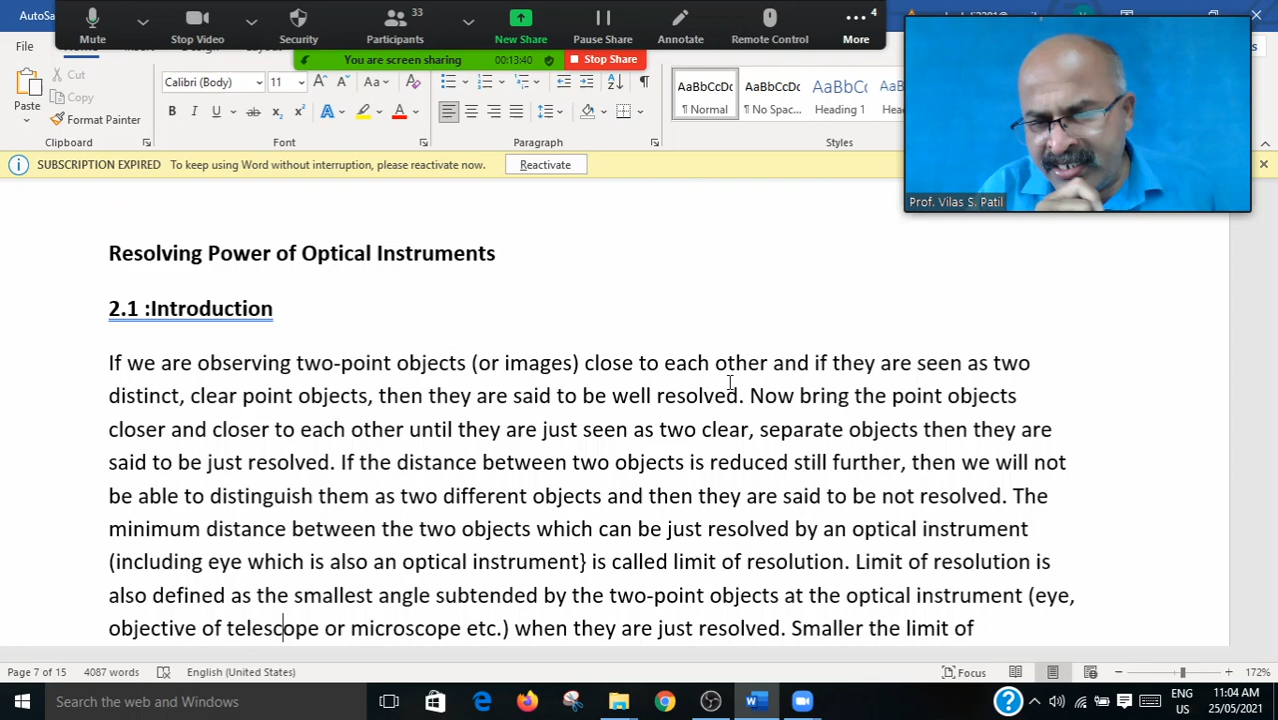 AutoSa
33
4
Mute
Stop Video
Security
Participants
New Share
Pause Share
Annotate
Remote Control
More
You are screen sharing
00:13:40
Stop Share
File
Paste
Cut
Copy
Format Painter
Clipboard
Calibri (Body)
11
Aa
B I U ab x₂ x² A A
Font
Paragraph
AaBbCcDc
AaBbCcDc
AaBbC
¶ Normal
¶ No Spac...
Heading 1
Styles
Prof. Vilas S. Patil
SUBSCRIPTION EXPIRED To keep using Word without interruption, please reactivate now.
Reactivate
Resolving Power of Optical Instruments
2.1 :Introduction
If we are observing two-point objects (or images) close to each other and if they are seen as two
distinct, clear point objects, then they are said to be well resolved. Now bring the point objects
closer and closer to each other until they are just seen as two clear, separate objects then they are
said to be just resolved. If the distance between two objects is reduced still further, then we will not
be able to distinguish them as two different objects and then they are said to be not resolved. The
minimum distance between the two objects which can be just resolved by an optical instrument
(including eye which is also an optical instrument} is called limit of resolution. Limit of resolution is
also defined as the smallest angle subtended by the two-point objects at the optical instrument (eye,
objective of telescope or microscope etc.) when they are just resolved. Smaller the limit of
Page 7 of 15
4087 words
English (United States)
Focus
172%
Search the web and Windows
ENG
US
11:04 AM
25/05/2021